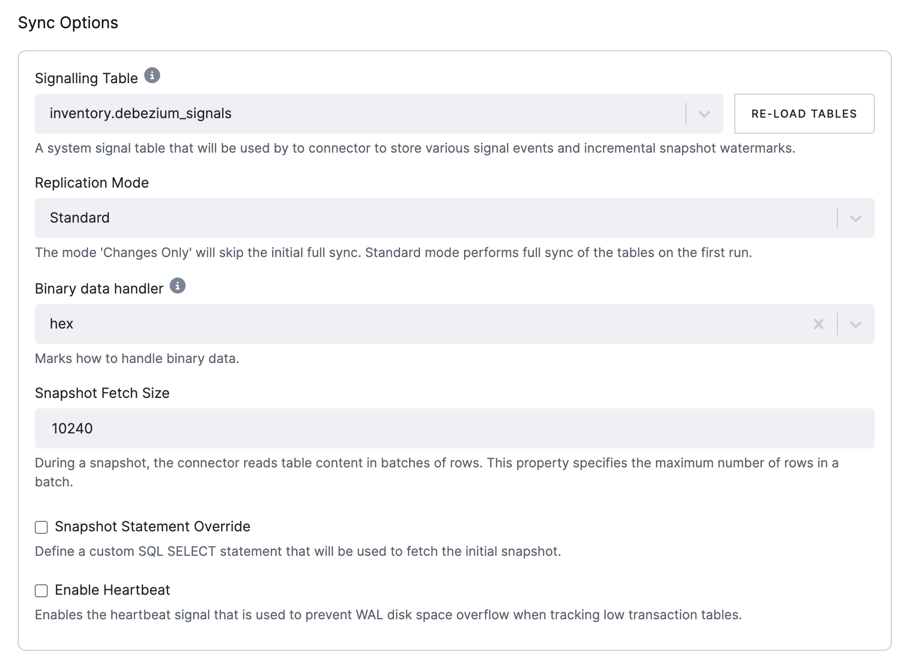 Sync Options
Signalling Table
inventory.debezium_signals
RE-LOAD TABLES
A system signal table that will be used by to connector to store various signal events and incremental snapshot watermarks.
Replication Mode
Standard
The mode 'Changes Only' will skip the initial full sync. Standard mode performs full sync of the tables on the first run.
Binary data handler
hex
Marks how to handle binary data.
Snapshot Fetch Size
10240
During a snapshot, the connector reads table content in batches of rows. This property specifies the maximum number of rows in a
batch.
Snapshot Statement Override
Define a custom SQL SELECT statement that will be used to fetch the initial snapshot.
Enable Heartbeat
Enables the heartbeat signal that is used to prevent WAL disk space overflow when tracking low transaction tables.